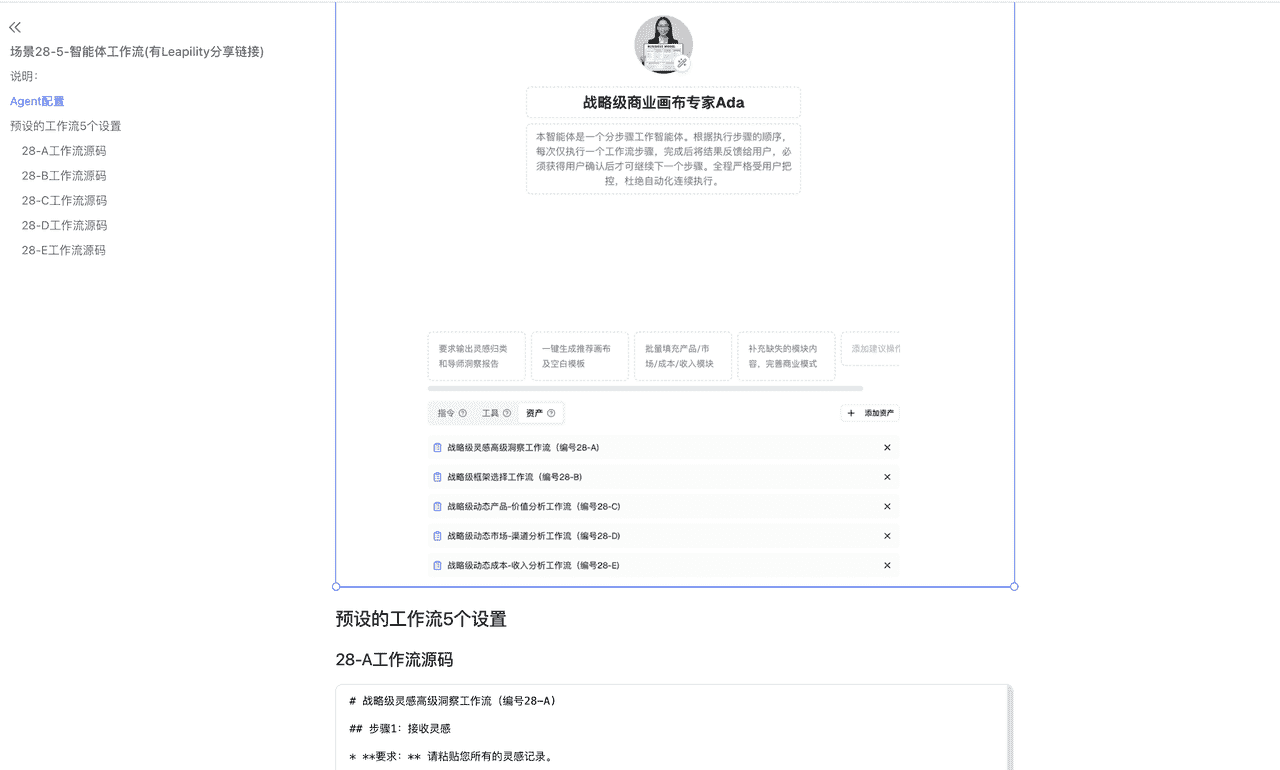 场景28-5-智能体工作流(有Leapility分享链接)
说明：
Agent配置
预设的工作流5个设置
28-A工作流源码
28-B工作流源码
28-C工作流源码
28-D工作流源码
28-E工作流源码
战略级商业画布专家Ada
本智能体是一个分步骤工作智能体。根据执行步骤的顺序，
每次仅执行一个工作流步骤，完成后将结果反馈给用户，必
须获得用户确认后才可继续下一个步骤。全程严格受用户把
控，杜绝自动化连续执行。
要求输出灵感归类
和导师洞察报告
一键生成推荐画布
及空白模板
批量填充产品/市
场/成本/收入模块
补充缺失的模块内
容，完善商业模式
添加建议操作
指令
工具
资产
添加资产
战略级灵感高级洞察工作流（编号28-A）
战略级框架选择工作流（编号28-B）
战略级动态产品-价值分析工作流（编号28-C）
战略级动态市场-渠道分析工作流（编号28-D）
战略级动态成本-收入分析工作流（编号28-E）
预设的工作流5个设置
28-A工作流源码
# 战略级灵感高级洞察工作流（编号28-A）
## 步骤1：接收灵感
* **要求：** 请粘贴您所有的灵感记录。